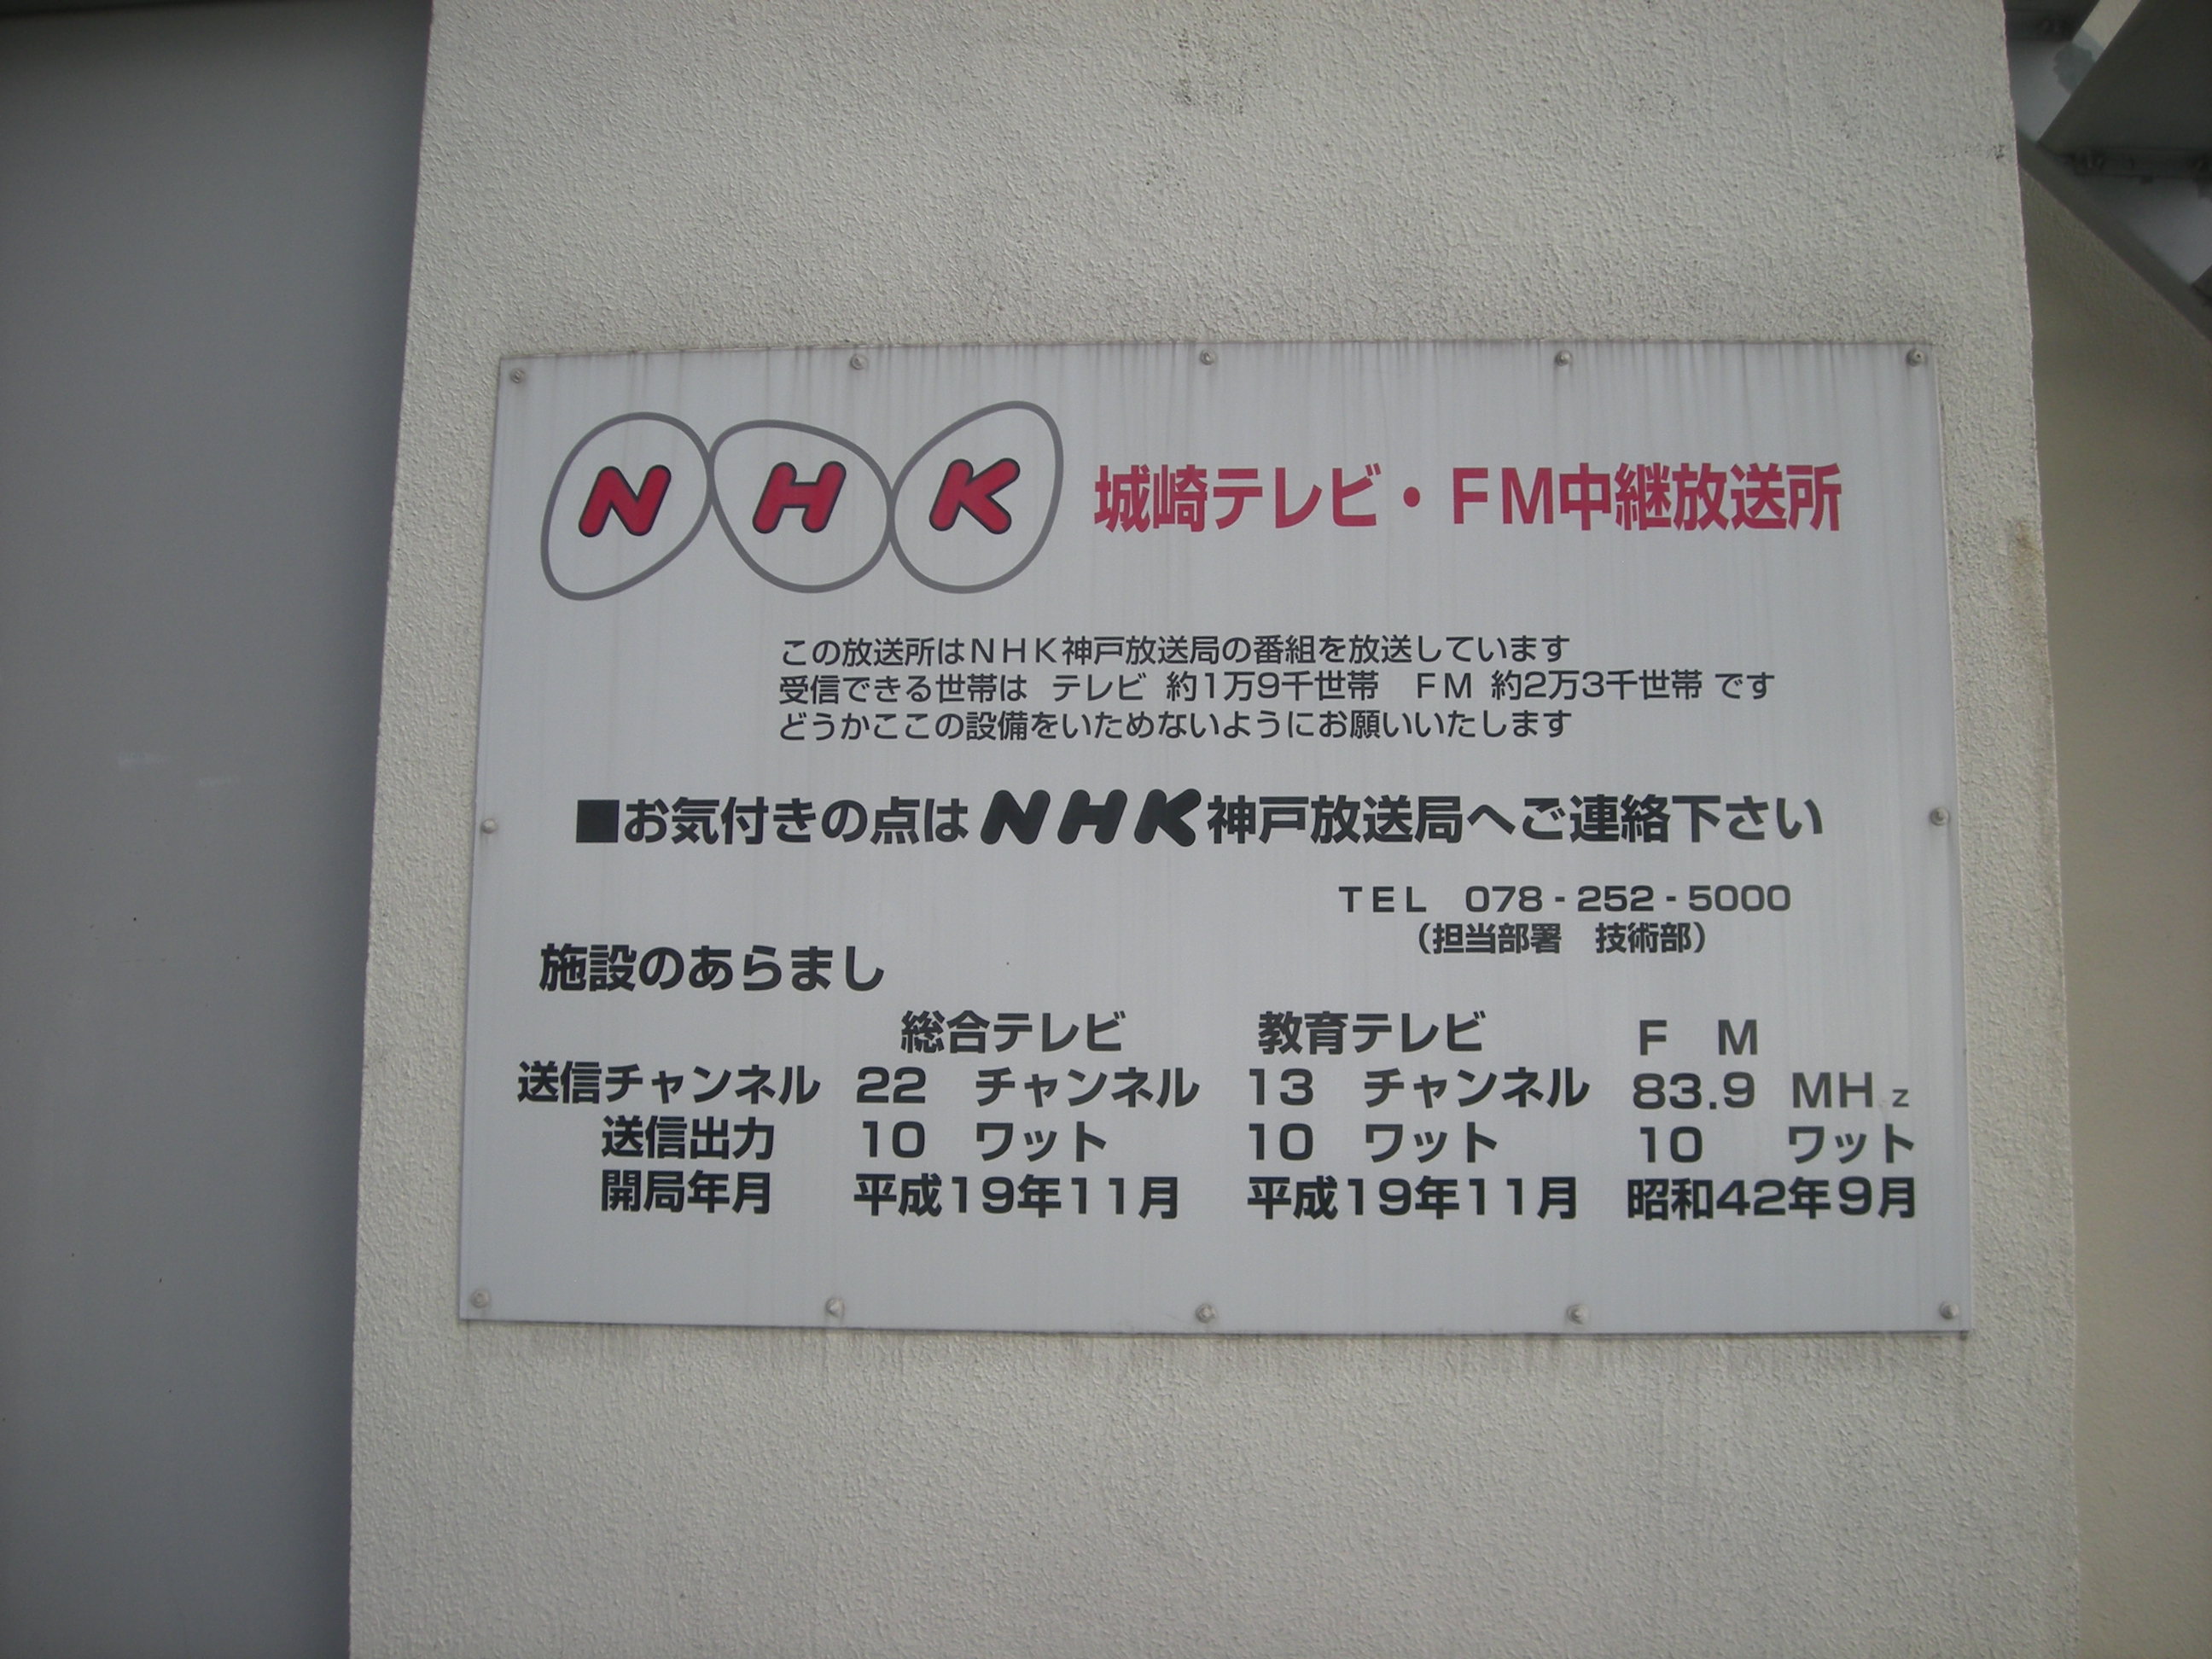 NHK 城崎テレビ・FM中継放送所
この放送所はNHK神戸放送局の番組を放送しています
受信できる世帯は テレビ 約1万9千世帯 FM 約2万3千世帯 です
どうかここの設備をいためないようにお願いいたします
■お気付きの点はNHK神戸放送局へご連絡下さい
TEL 078-252-5000
（担当部署 技術部）
施設のあらまし
総合テレビ 教育テレビ FM
送信チャンネル 22 チャンネル 13 チャンネル 83.9 MHz
送信出力 10 ワット 10 ワット 10 ワット
開局年月 平成19年11月 平成19年11月 昭和42年9月